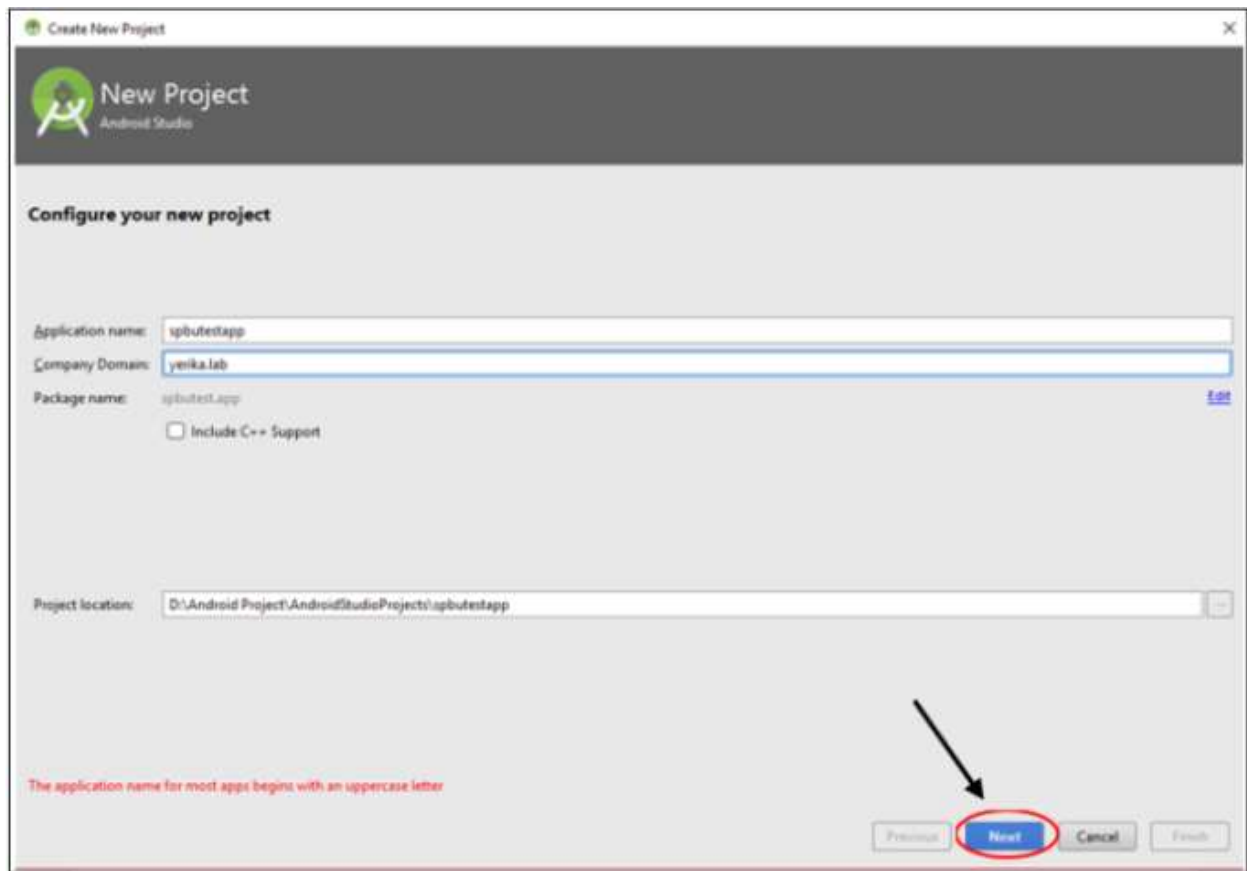 Create New Project
New Project
Android Studio
Configure your new project
Application name: spbutestapp
Company Domain: yerika.lab
Package name: spbutest.app Edit
Include C++ Support
Project location: D:\Android Project\AndroidStudioProjects\spbutestapp ...
The application name for most apps begins with an uppercase letter
Previous Next Cancel Finish